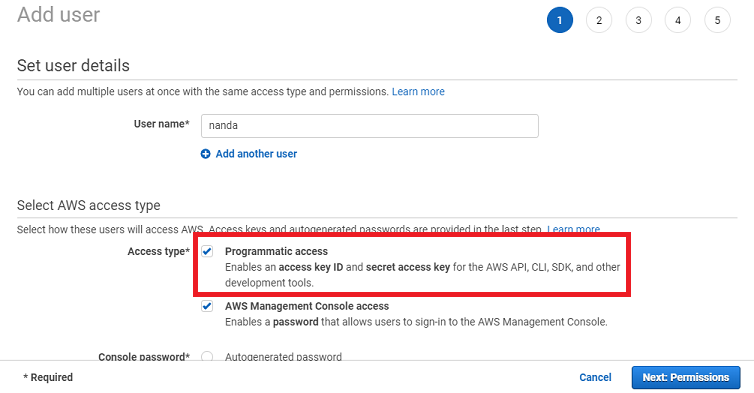 Add user
1 2 3 4 5
Set user details
You can add multiple users at once with the same access type and permissions. Learn more
User name* nanda
Add another user
Select AWS access type
Select how these users will access AWS. Access keys and autogenerated passwords are provided in the last step. Learn more
Access type* Programmatic access
Enables an access key ID and secret access key for the AWS API, CLI, SDK, and other
development tools.
AWS Management Console access
Enables a password that allows users to sign-in to the AWS Management Console.
Console password* Autogenerated password
* Required Cancel Next: Permissions